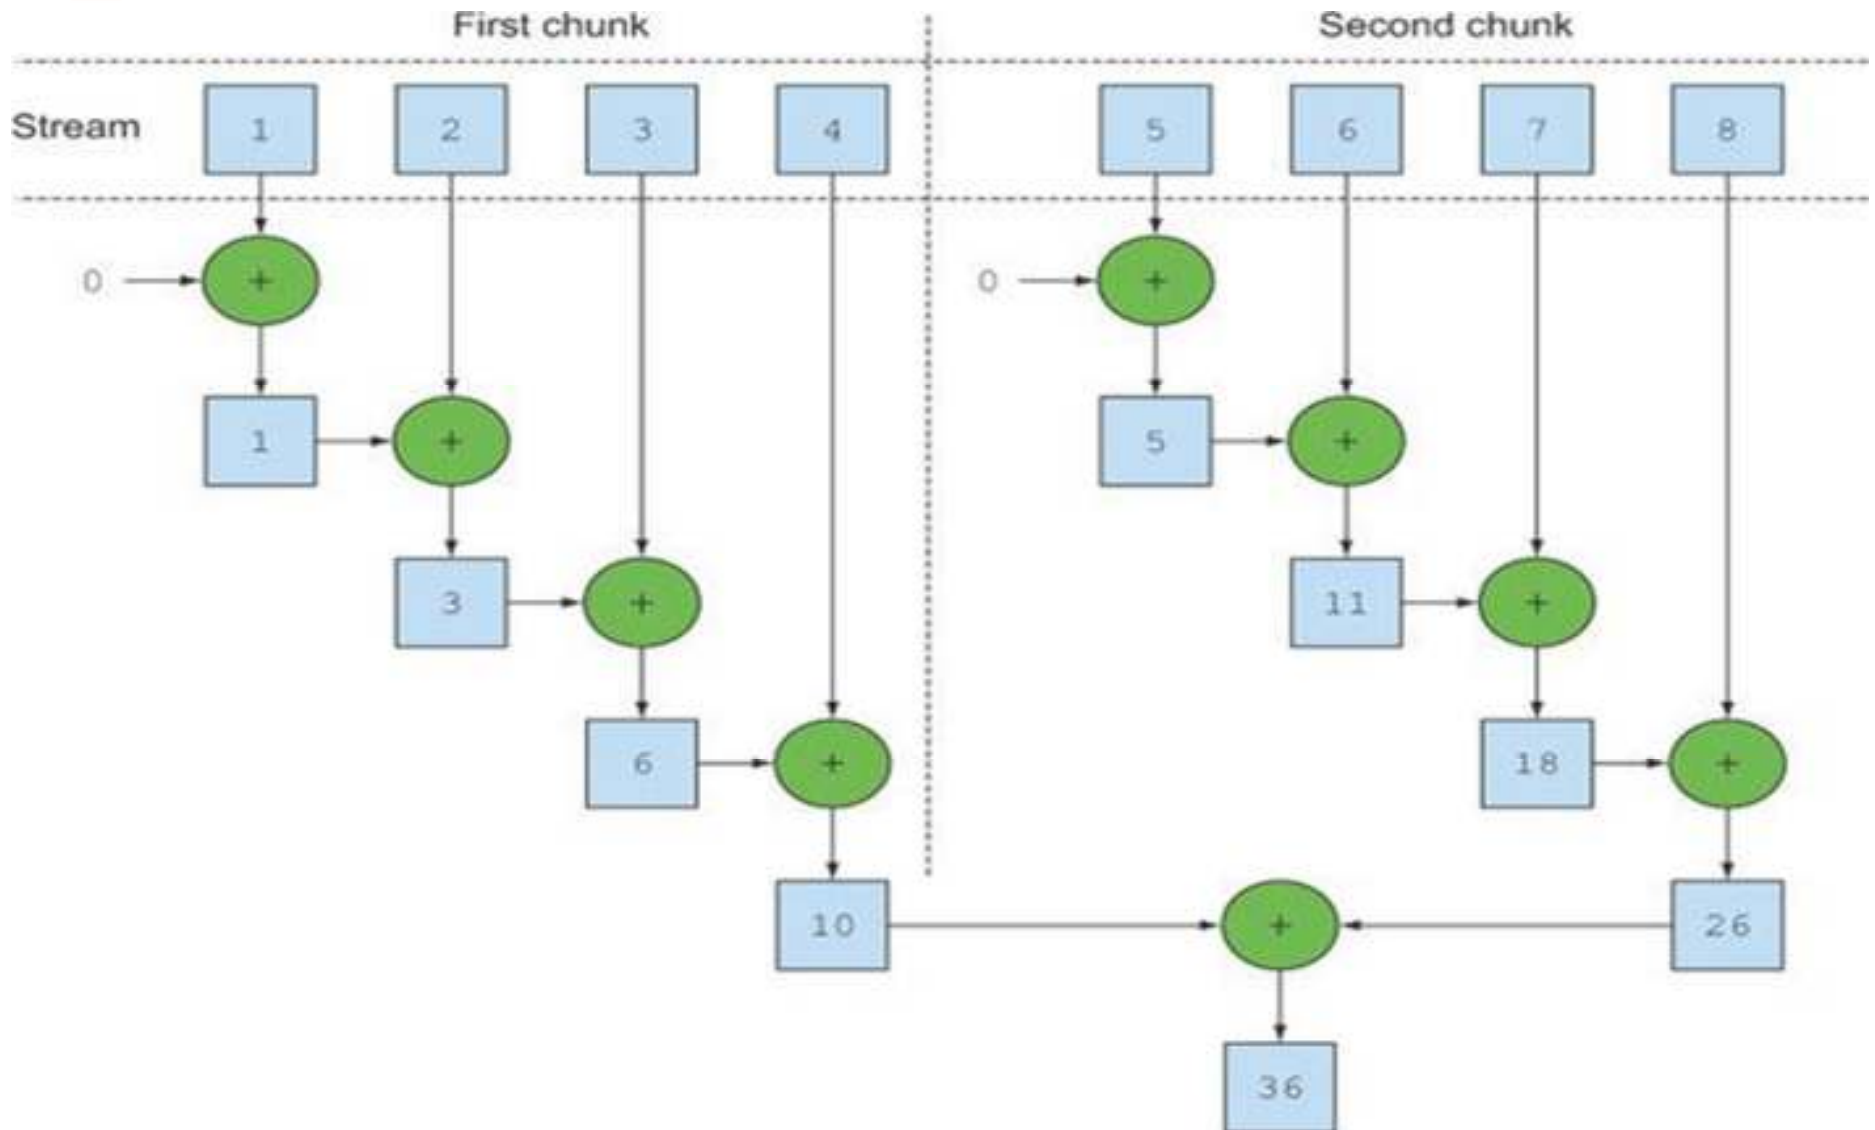 First chunk Second chunk
Stream 1 2 3 4 5 6 7 8
0 + 0 +
1 + 5 +
3 + 11 +
6 + 18 +
10 + 26
36